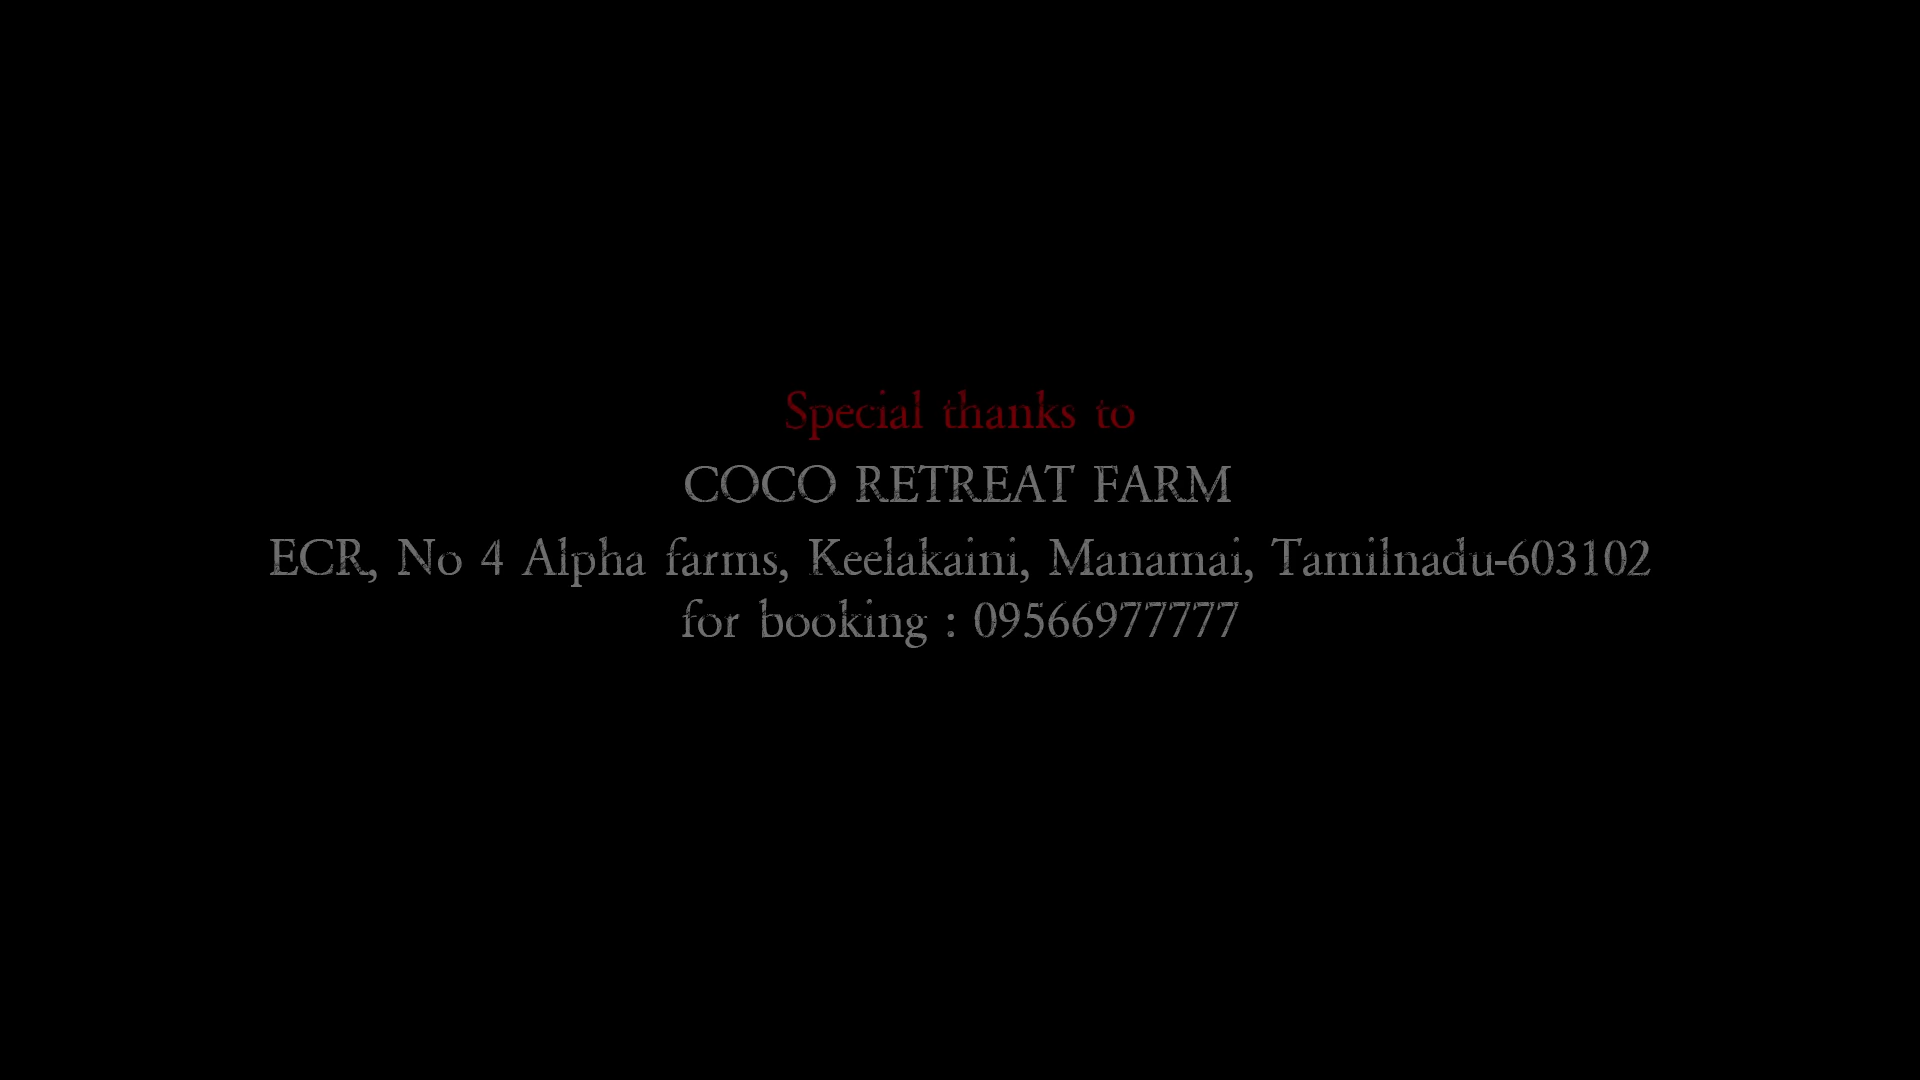 Special thanks to
COCO RETREAT FARM
ECR, No 4 Alpha farms, Keelakaini, Manamai, Tamilnadu-603102
for booking : 09566977777